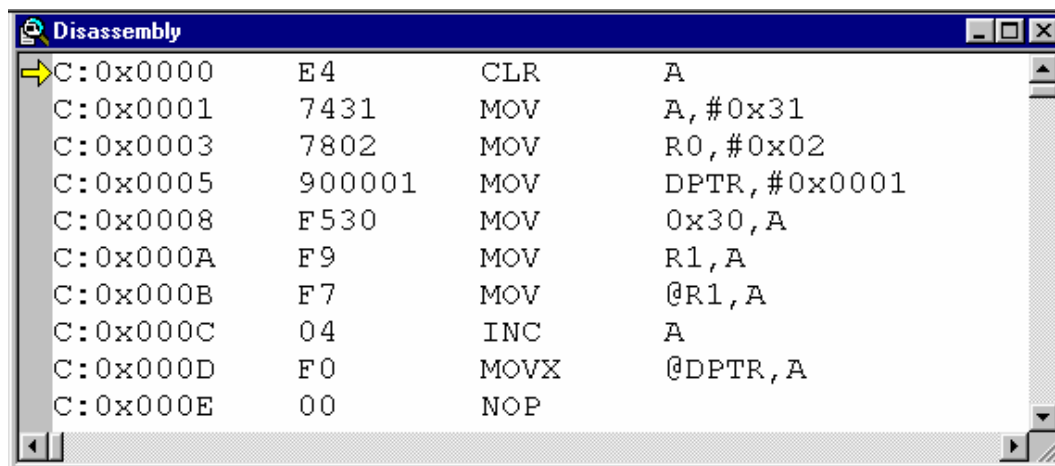 Disassembly
C:0x0000 E4 CLR A
C:0x0001 7431 MOV A,#0x31
C:0x0003 7802 MOV R0,#0x02
C:0x0005 900001 MOV DPTR,#0x0001
C:0x0008 F530 MOV 0x30,A
C:0x000A F9 MOV R1,A
C:0x000B F7 MOV @R1,A
C:0x000C 04 INC A
C:0x000D F0 MOVX @DPTR,A
C:0x000E 00 NOP